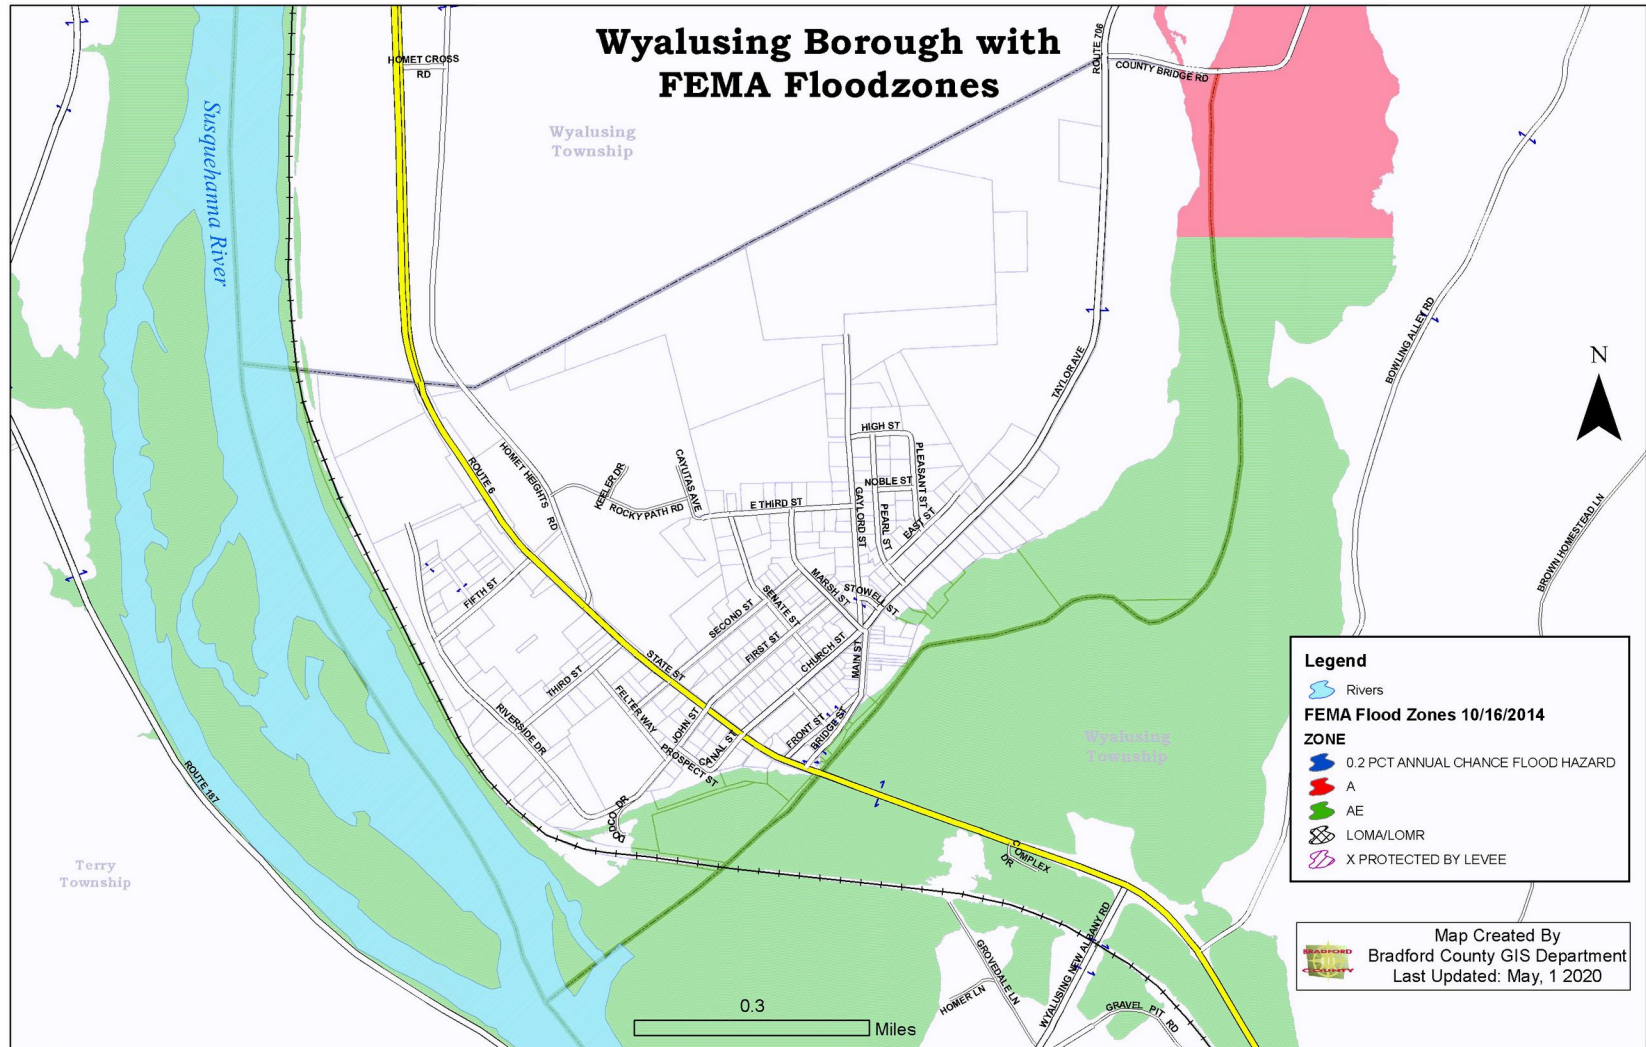 Wyalusing Borough with
FEMA Floodzones
HOMET CROSS
RD
ROUTE 706
COUNTY BRIDGE RD
Susquehanna River
Wyalusing
Township
BOWLING ALLEY RD
TAYLOR AVE
N
HIGH ST
PLEASANT ST
NOBLE ST
GAYLORD ST
PEARL ST
EAST ST
ROUTE 6
HOMET HEIGHTS RD
KEELER DR
CAYUTAS AVE
ROCKY PATH RD
E THIRD ST
BROWN HOMESTEAD LN
FIFTH ST
MARSH ST
STOWELL ST
SENATE ST
SECOND ST
FIRST ST
CHURCH ST
MAIN ST
STATE ST
THIRD ST
FELTER WAY
JOHN ST
RIVERSIDE DR
CANAL ST
PROSPECT ST
FRONT ST
BRIDGE ST
Wyalusing
Township
ROUTE 187
DODCO DR
COMPLEX
DR
Terry
Township
WYALUSING NEW ALBANY RD
GROVEDALE LN
HOMER LN
GRAVEL PIT RD
Legend
Rivers
FEMA Flood Zones 10/16/2014
ZONE
0.2 PCT ANNUAL CHANCE FLOOD HAZARD
A
AE
LOMA/LOMR
X PROTECTED BY LEVEE
BRADFORD
COUNTY
Map Created By
Bradford County GIS Department
Last Updated: May, 1 2020
0.3
Miles